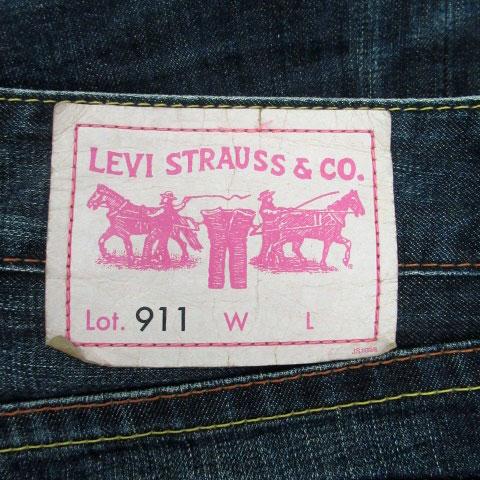 LEVI STRAUSS & CO.
Lot. 911 W L